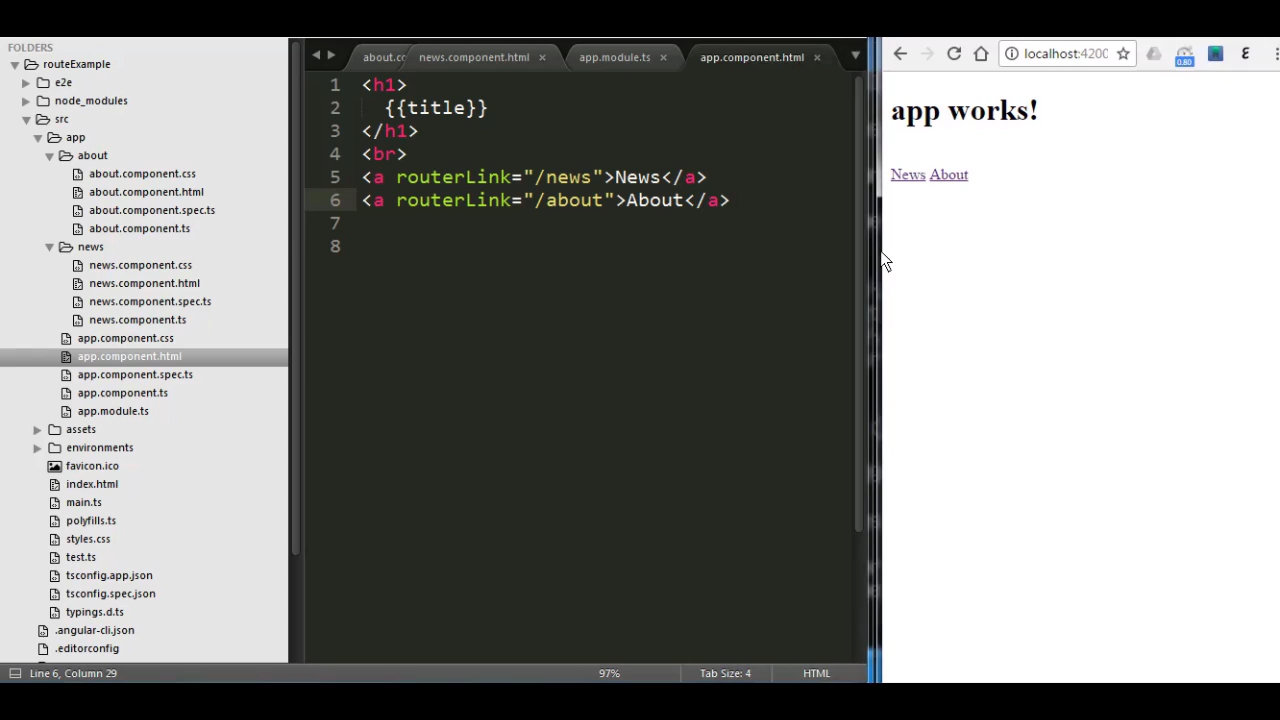 FOLDERS
routeExample
e2e
node_modules
src
app
about
about.component.css
about.component.html
about.component.spec.ts
about.component.ts
news
news.component.css
news.component.html
news.component.spec.ts
news.component.ts
app.component.css
app.component.html
app.component.spec.ts
app.component.ts
app.module.ts
assets
environments
favicon.ico
index.html
main.ts
polyfills.ts
styles.css
test.ts
tsconfig.app.json
tsconfig.spec.json
typings.d.ts
.angular-cli.json
.editorconfig
about.cc news.component.html × app.module.ts × app.component.html ×
1 <h1>
2 {{title}}
3 </h1>
4 <br>
5 <a routerLink="/news">News</a>
6 <a routerLink="/about">About</a>
7
8
Line 6, Column 29 97% Tab Size: 4 HTML
localhost:4200
0.80
app works!
News About